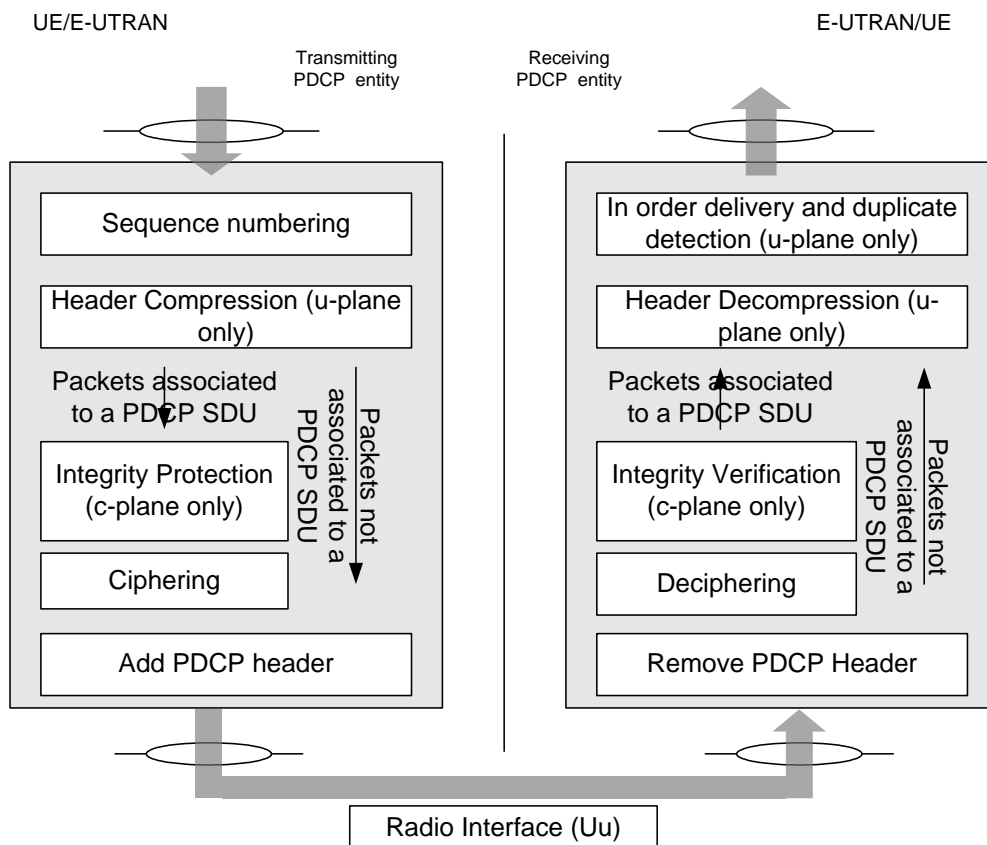 UE/E-UTRAN
E-UTRAN/UE
Transmitting
PDCP entity
Receiving
PDCP entity
Sequence numbering
Header Compression (u-plane
only)
Packets associated
to a PDCP SDU
Packets not
associated to a
PDCP SDU
Integrity Protection
(c-plane only)
Ciphering
Add PDCP header
In order delivery and duplicate
detection (u-plane only)
Header Decompression (u-
plane only)
Packets associated
to a PDCP SDU
Packets not
associated to a
PDCP SDU
Integrity Verification
(c-plane only)
Deciphering
Remove PDCP Header
Radio Interface (Uu)